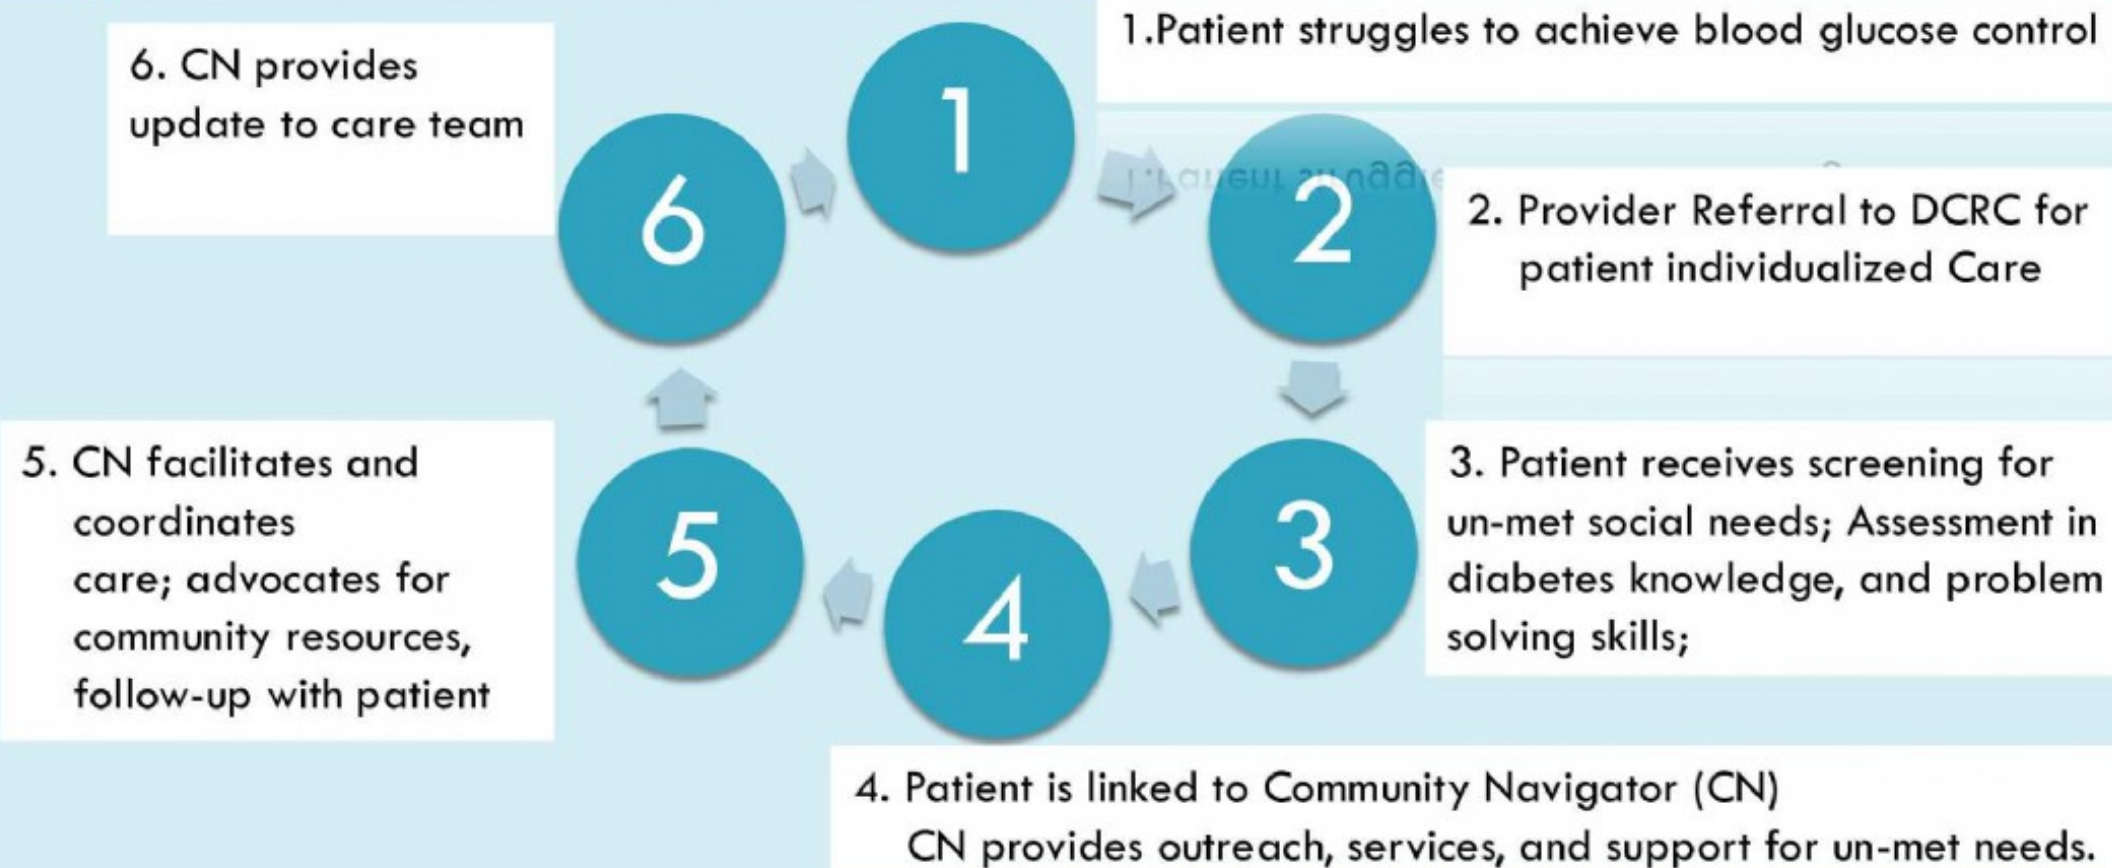 1.Patient struggles to achieve blood glucose control
2. Provider Referral to DCRC for
patient individualized Care
3. Patient receives screening for
un-met social needs; Assessment in
diabetes knowledge, and problem
solving skills;
4. Patient is linked to Community Navigator (CN)
CN provides outreach, services, and support for un-met needs.
5. CN facilitates and
coordinates
care; advocates for
community resources,
follow-up with patient
6. CN provides
update to care team
1
2
3
4
5
6